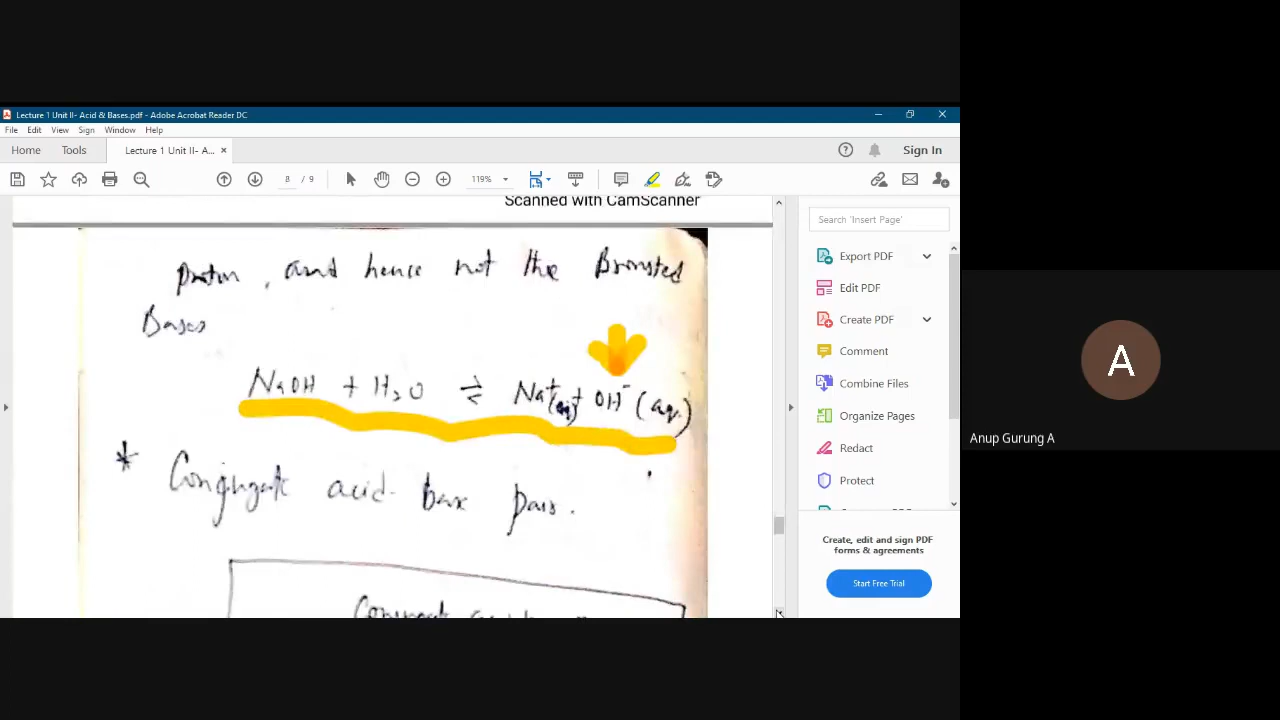 Lecture 1 Unit II- Acid & Bases.pdf - Adobe Acrobat Reader DC
File Edit View Sign Window Help
Home Tools Lecture 1 Unit II- A... × Sign In
8 / 9 119%
Scanned with CamScanner
Proton, and hence not the Bronsted
Bases
NaOH + H₂O ⇌ Na⁺(aq) + OH⁻ (aq.)
* Conjugate acid-base pair.
Conjugate
Search 'Insert Page'
Export PDF
Edit PDF
Create PDF
Comment
Combine Files
Organize Pages
Redact
Protect
Create, edit and sign PDF
forms & agreements
Start Free Trial
A
Anup Gurung A